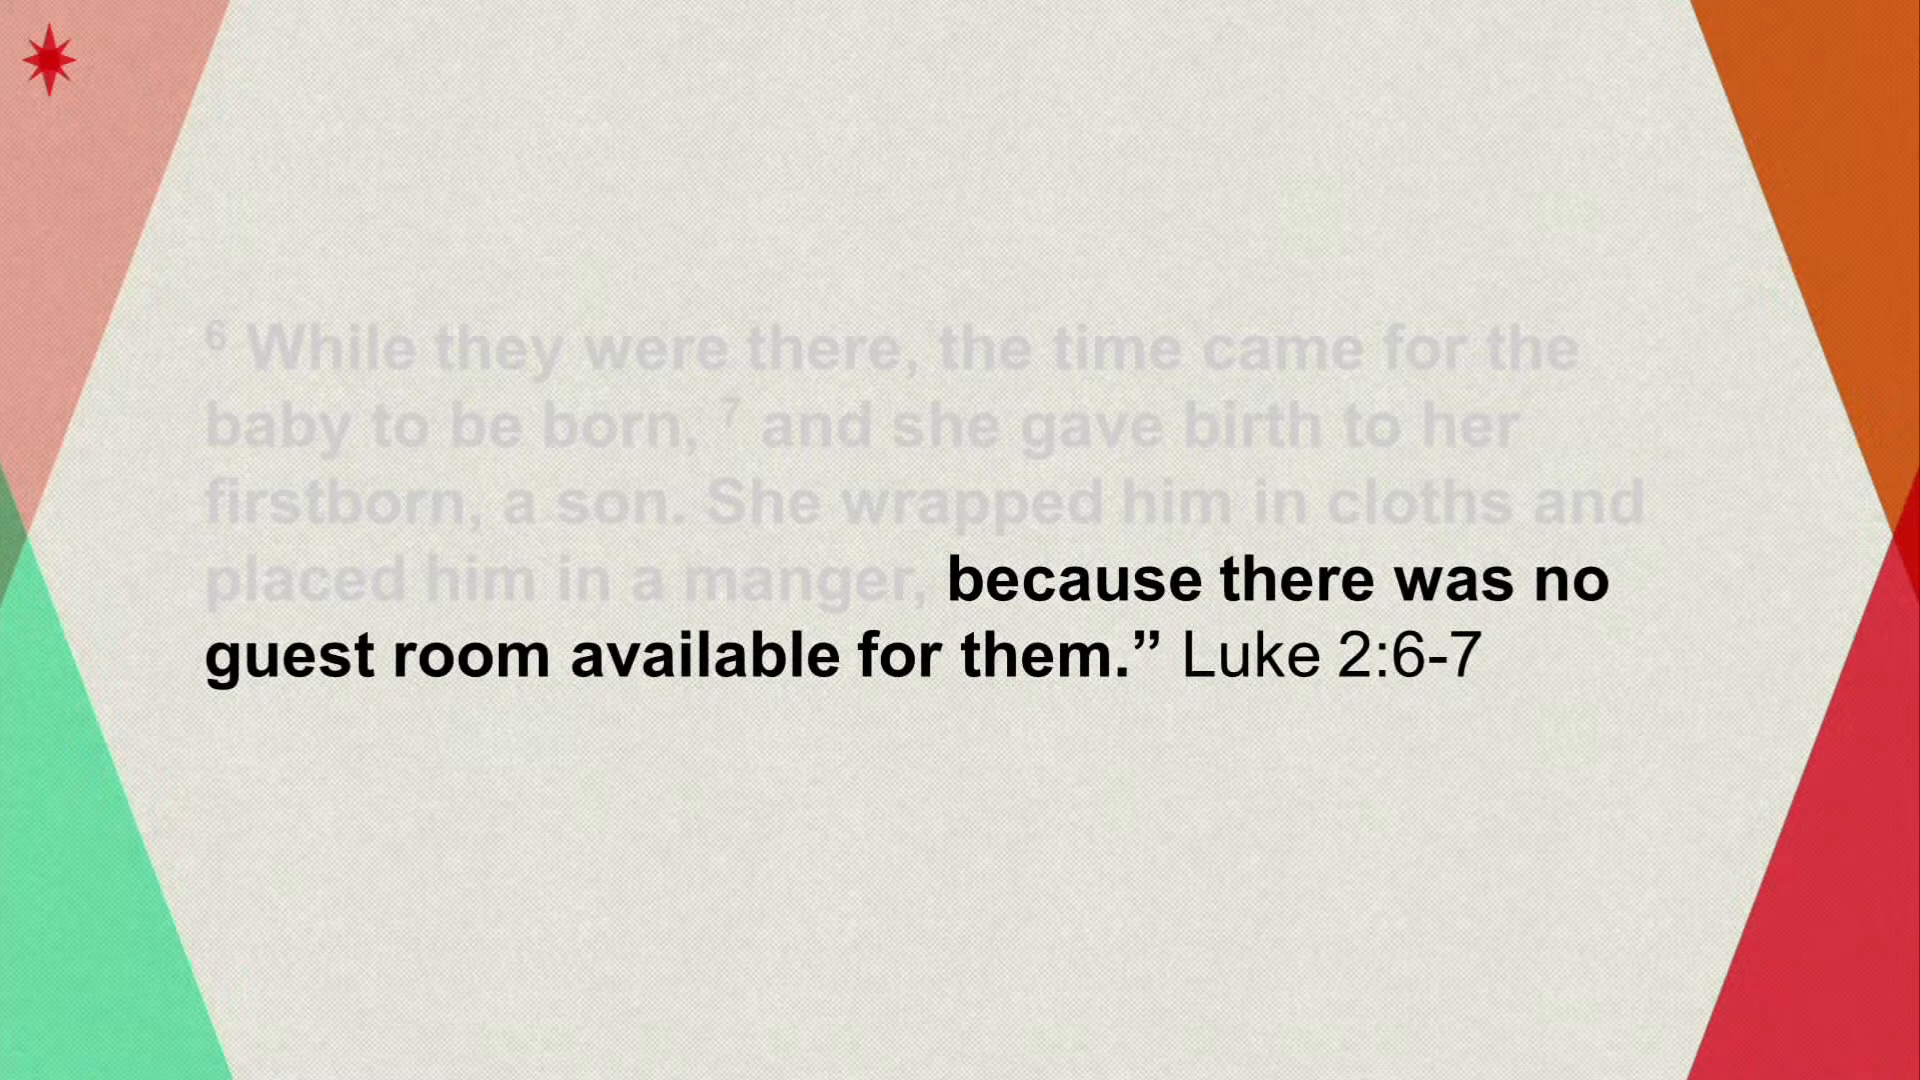 ⁶ While they were there, the time came for the
baby to be born, ⁷ and she gave birth to her
firstborn, a son. She wrapped him in cloths and
placed him in a manger, because there was no
guest room available for them.” Luke 2:6-7